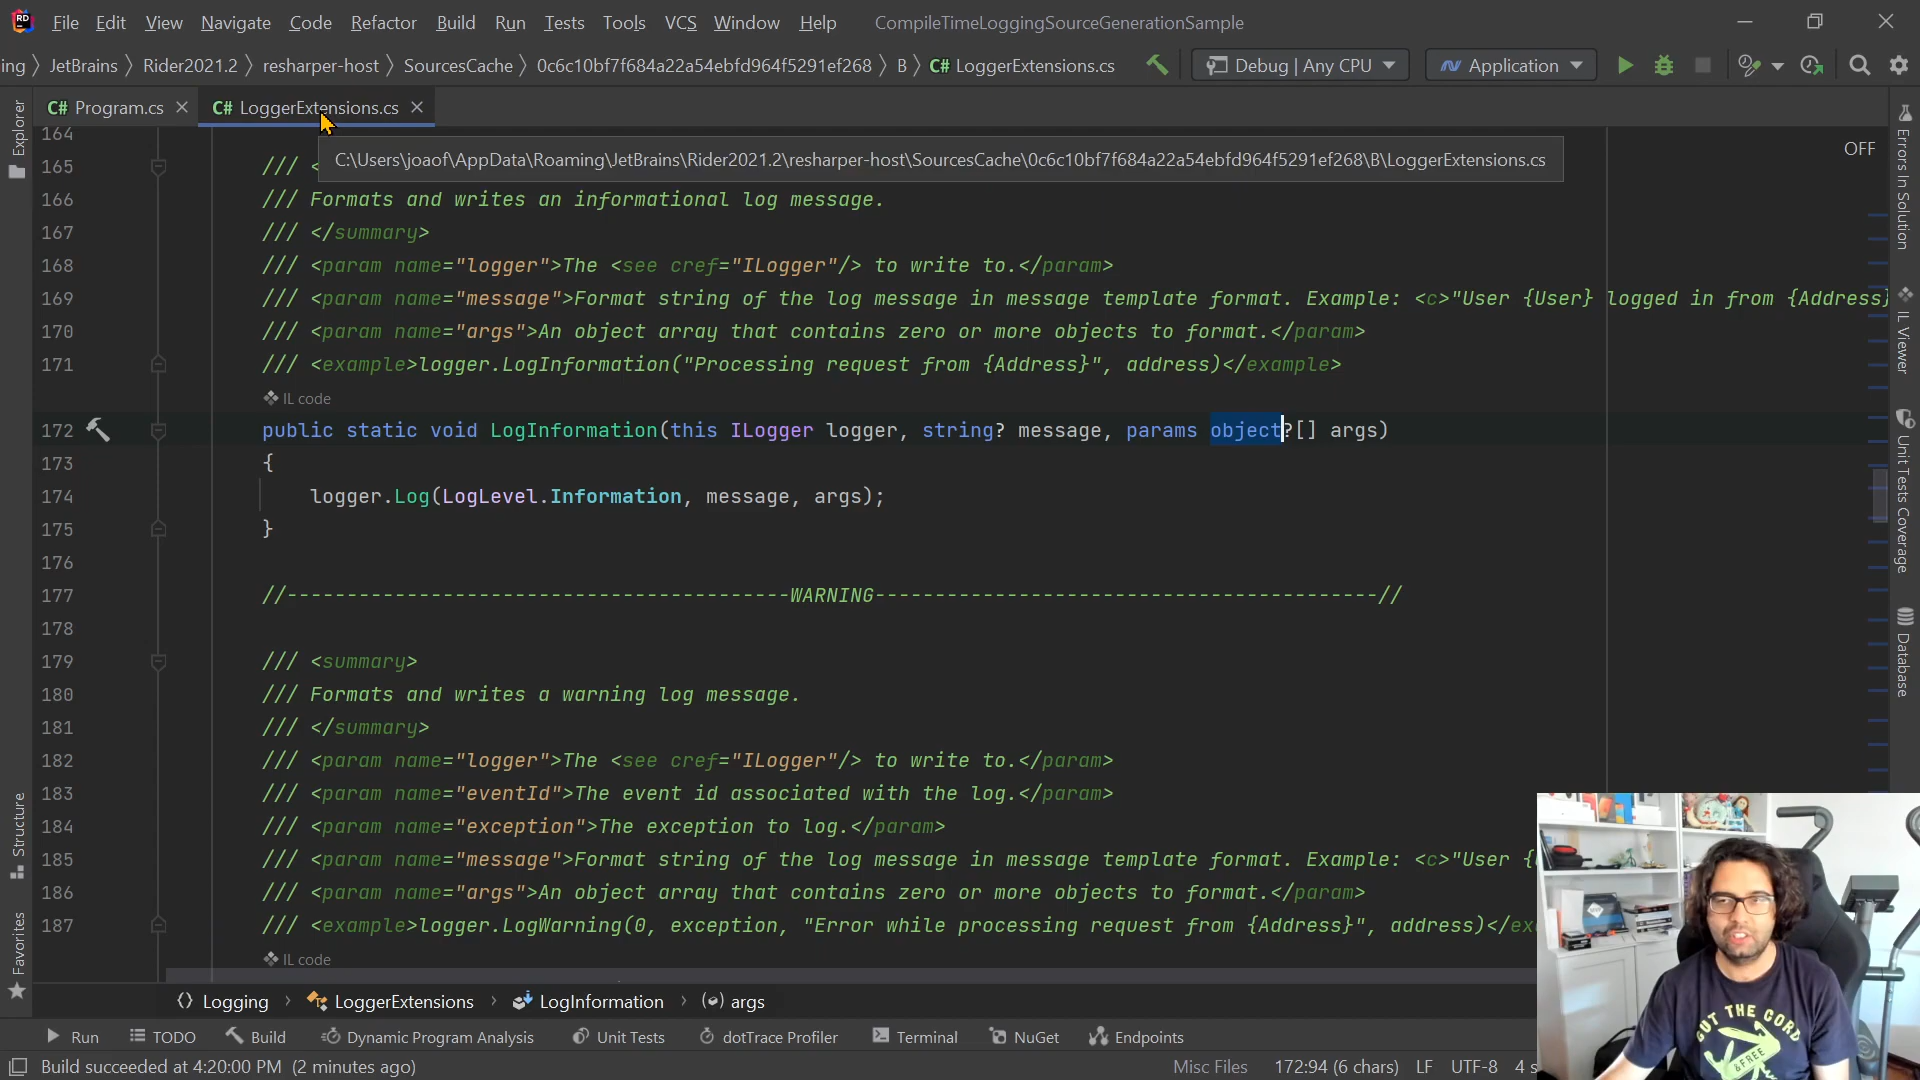 File Edit View Navigate Code Refactor Build Run Tests Tools VCS Window Help CompileTimeLoggingSourceGenerationSample
ing 〉 JetBrains 〉 Rider2021.2 〉 resharper-host 〉 SourcesCache 〉 0c6c10bf7f684a22a54ebfd964f5291ef268 〉 B 〉 C# LoggerExtensions.cs Debug | Any CPU Application
C# Program.cs C# LoggerExtensions.cs
164
C:\Users\joaof\AppData\Roaming\JetBrains\Rider2021.2\resharper-host\SourcesCache\0c6c10bf7f684a22a54ebfd964f5291ef268\B\LoggerExtensions.cs
OFF
165 /// <
166 /// Formats and writes an informational log message.
167 /// </summary>
168 /// <param name="logger">The <see cref="ILogger"/> to write to.</param>
169 /// <param name="message">Format string of the log message in message template format. Example: <c>"User {User} logged in from {Address}
170 /// <param name="args">An object array that contains zero or more objects to format.</param>
171 /// <example>logger.LogInformation("Processing request from {Address}", address)</example>
IL code
172 public static void LogInformation(this ILogger logger, string? message, params object?[] args)
173 {
174 logger.Log(LogLevel.Information, message, args);
175 }
176
177 //------------------------------------------WARNING------------------------------------------//
178
179 /// <summary>
180 /// Formats and writes a warning log message.
181 /// </summary>
182 /// <param name="logger">The <see cref="ILogger"/> to write to.</param>
183 /// <param name="eventId">The event id associated with the log.</param>
184 /// <param name="exception">The exception to log.</param>
185 /// <param name="message">Format string of the log message in message template format. Example: <c>"User {
186 /// <param name="args">An object array that contains zero or more objects to format.</param>
187 /// <example>logger.LogWarning(0, exception, "Error while processing request from {Address}", address)</ex
IL code
Explorer
Structure
Favorites
Errors In Solution
IL Viewer
Unit Tests Coverage
Database
Logging › LoggerExtensions › LogInformation › args
Run TODO Build Dynamic Program Analysis Unit Tests dotTrace Profiler Terminal NuGet Endpoints
Build succeeded at 4:20:00 PM (2 minutes ago) Misc Files 172:94 (6 chars) LF UTF-8 4 s
CUT THE CORD
& FREE